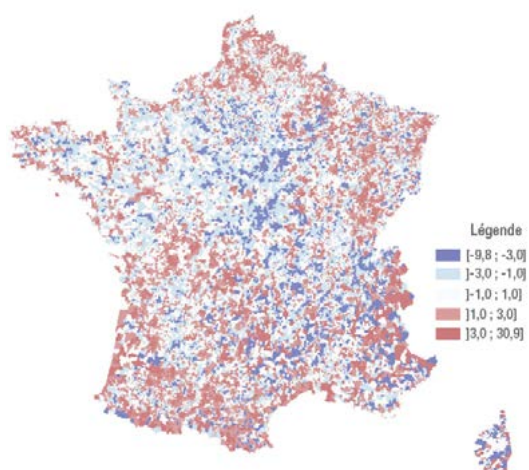 Légende
[-9,8 ; -3,0]
]-3,0 ; -1,0]
]-1,0 ; 1,0]
]1,0 ; 3,0]
]3,0 ; 30,9]